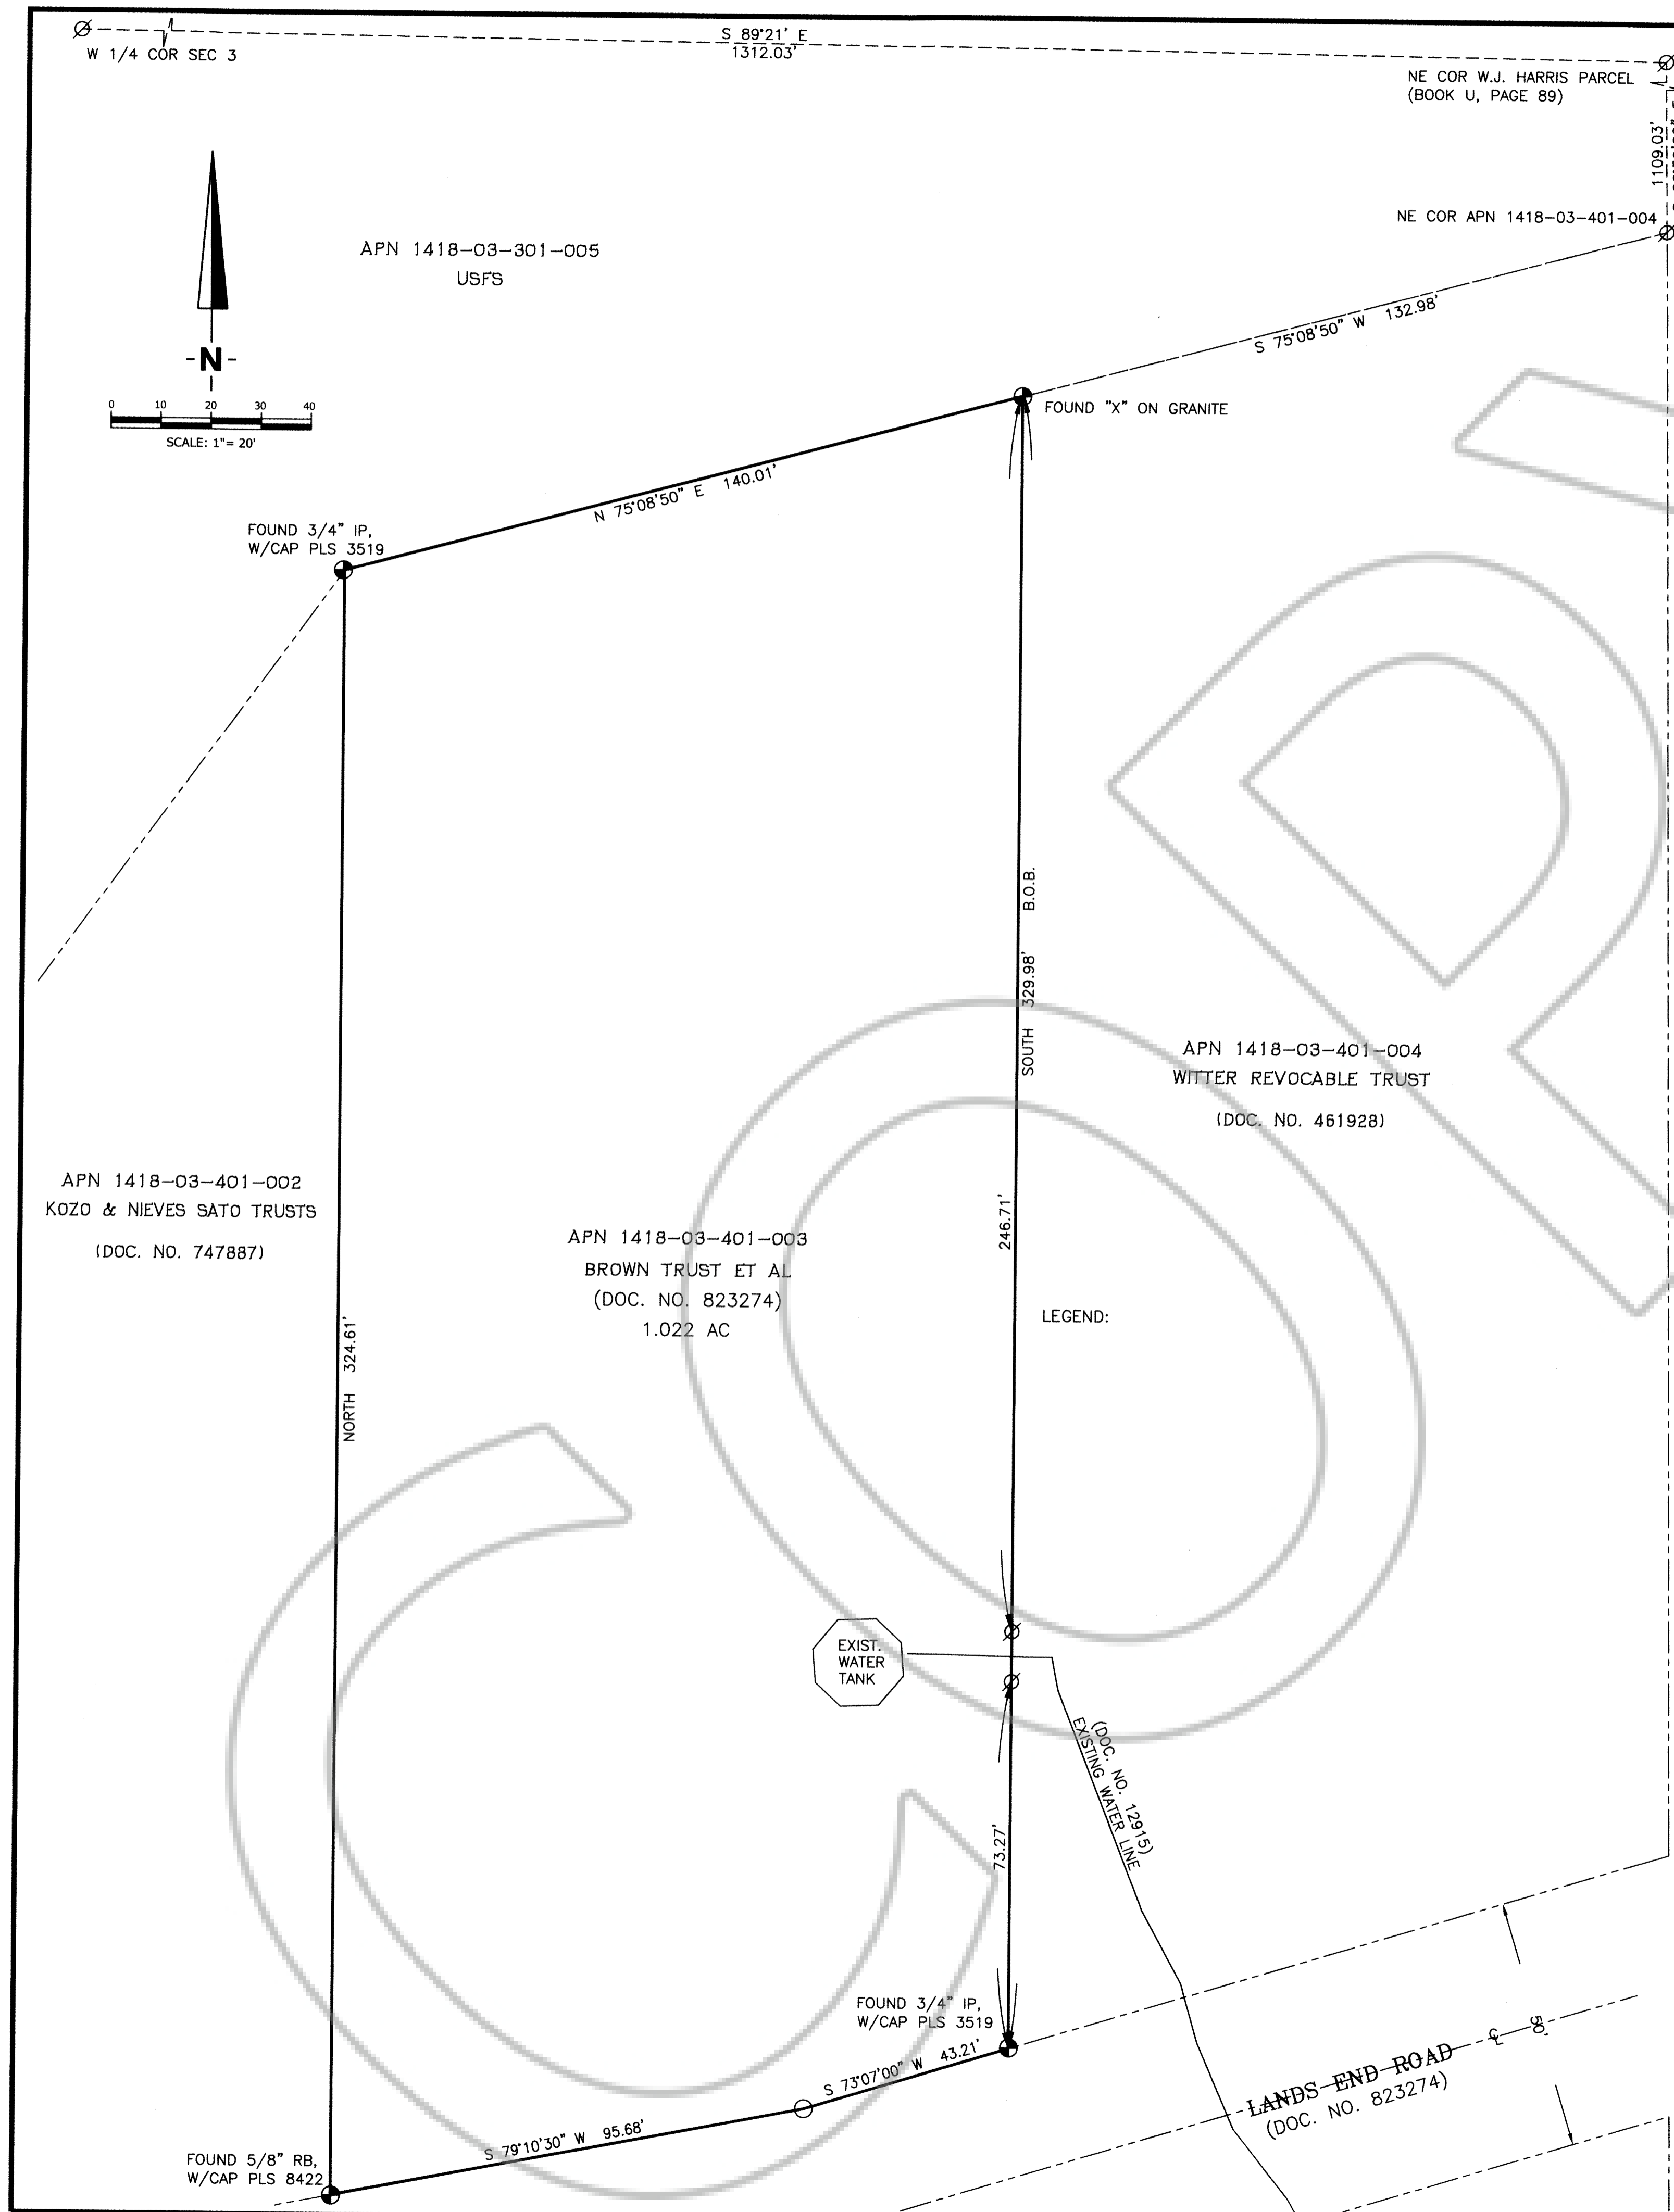 S 89°21' E
1312.03'
W 1/4 COR SEC 3
NE COR W.J. HARRIS PARCEL
(BOOK U, PAGE 89)
1109.03'
NE COR APN 1418-03-401-004
APN 1418-03-301-005
USFS
S 75°08'50" W 132.98'
-N-
0 10 20 30 40
SCALE: 1"= 20'
FOUND "X" ON GRANITE
N 75°08'50" E 140.01'
FOUND 3/4" IP,
W/CAP PLS 3519
SOUTH 329.98' B.O.B.
APN 1418-03-401-004
WITTER REVOCABLE TRUST
(DOC. NO. 461928)
APN 1418-03-401-002
KOZO & NIEVES SATO TRUSTS
(DOC. NO. 747887)
246.71'
APN 1418-03-401-003
BROWN TRUST ET AL
(DOC. NO. 823274)
1.022 AC
LEGEND:
NORTH 324.61'
EXIST.
WATER
TANK
(DOC. NO. 12915)
EXISTING WATER LINE
73.27'
FOUND 3/4" IP,
W/CAP PLS 3519
S 73°07'00" W 43.21'
50'
LANDS END ROAD
(DOC. NO. 823274)
S 79°10'30" W 95.68'
FOUND 5/8" RB,
W/CAP PLS 8422